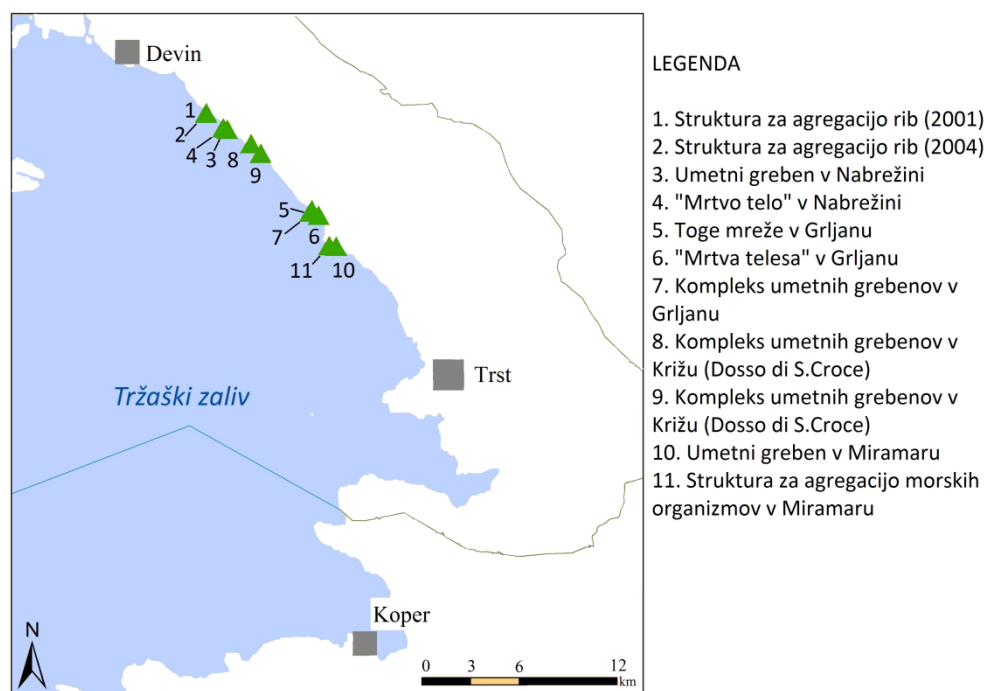 Devin
1
2
4
3
8
9
5
7
6
11
10
Trst
Tržaški zaliv
Koper
N
0 3 6 12
km
LEGENDA
1. Struktura za agregacijo rib (2001)
2. Struktura za agregacijo rib (2004)
3. Umetni greben v Nabrežini
4. "Mrtvo telo" v Nabrežini
5. Toge mreže v Grljanu
6. "Mrtva telesa" v Grljanu
7. Kompleks umetnih grebenov v
Grljanu
8. Kompleks umetnih grebenov v
Križu (Dosso di S.Croce)
9. Kompleks umetnih grebenov v
Križu (Dosso di S.Croce)
10. Umetni greben v Miramaru
11. Struktura za agregacijo morskih
organizmov v Miramaru